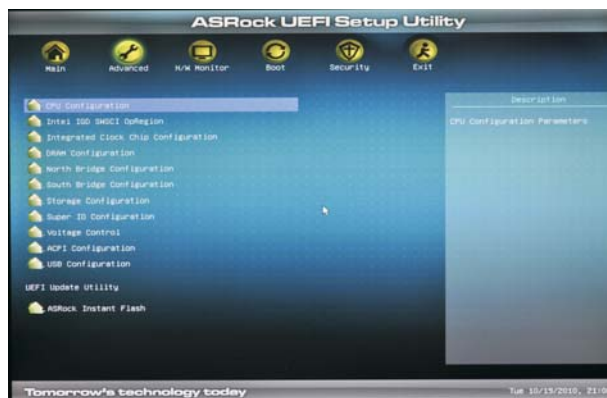 ASRock UEFI Setup Utility
Main
Advanced
H/W Monitor
Boot
Security
Exit
CPU Configuration
Intel IGD SWSCI OpRegion
Integrated Clock Chip Configuration
DRAM Configuration
North Bridge Configuration
South Bridge Configuration
Storage Configuration
Super IO Configuration
Voltage Control
ACPI Configuration
USB Configuration
UEFI Update Utility
ASRock Instant Flash
Description
CPU Configuration Parameters
Tomorrow's technology today
Tue 10/19/2010,